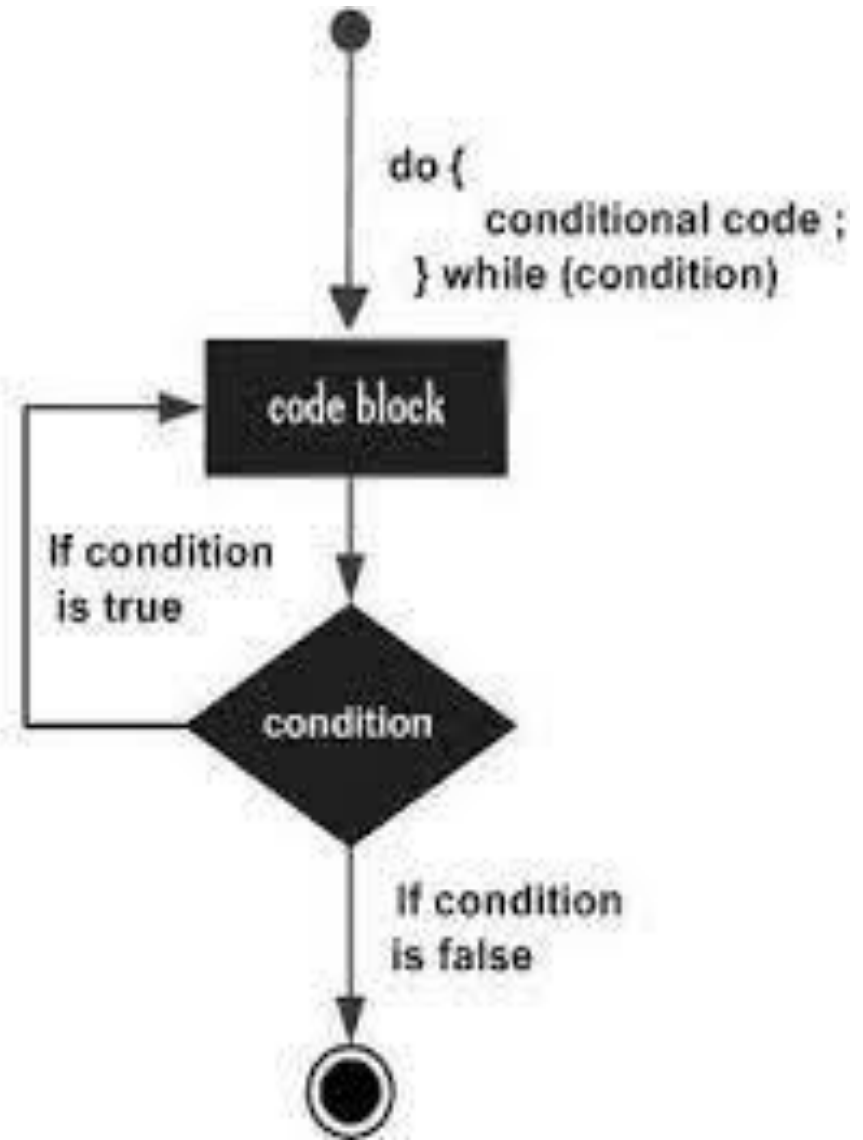 do {
conditional code ;
} while (condition)
code block
If condition
is true
condition
If condition
is false